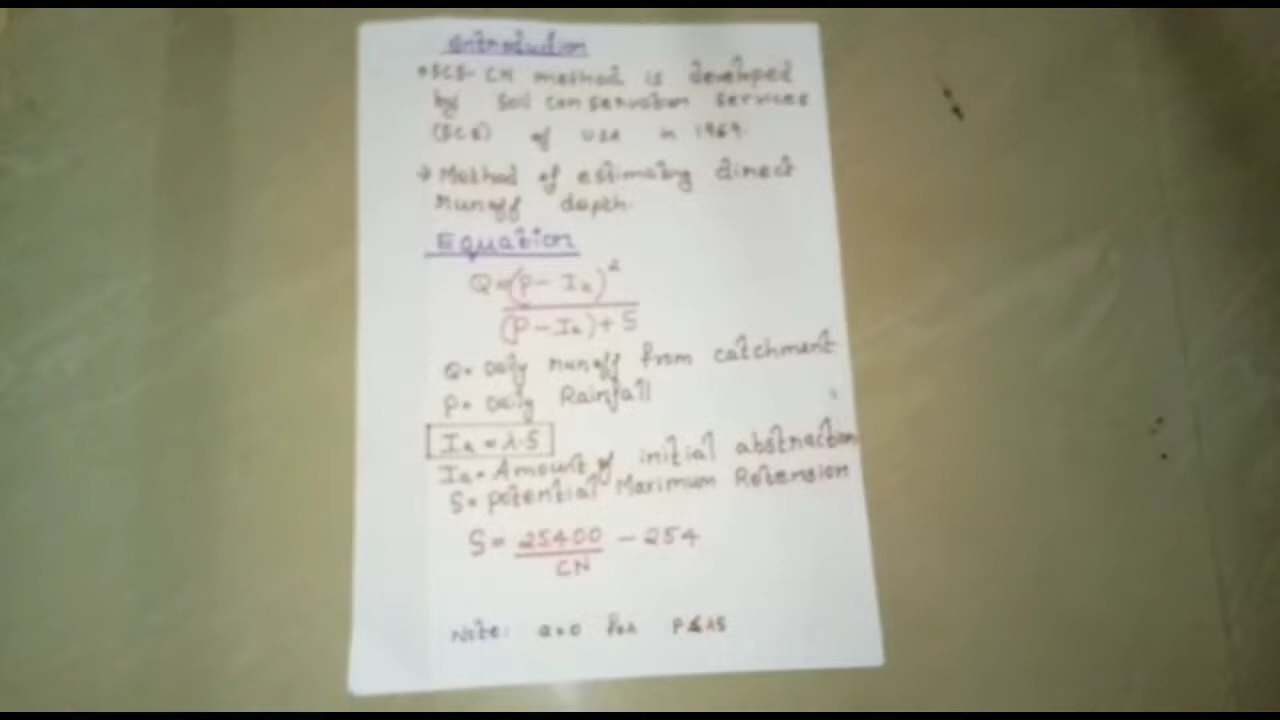 Introduction
• SCS-CN method is developed
by Soil Conservation Services
(SCS) of USA in 1969.
→ Method of estimating direct
runoff depth.
Equation
Q = (P - Ia)²
(P - Ia) + S
Q = Daily runoff from catchment
P = Daily Rainfall
Ia = λ.S
Ia = Amount of initial abstraction
S = Potential Maximum Retension
S = 25400 - 254
CN
Note: Q = 0 for P ≤ λS